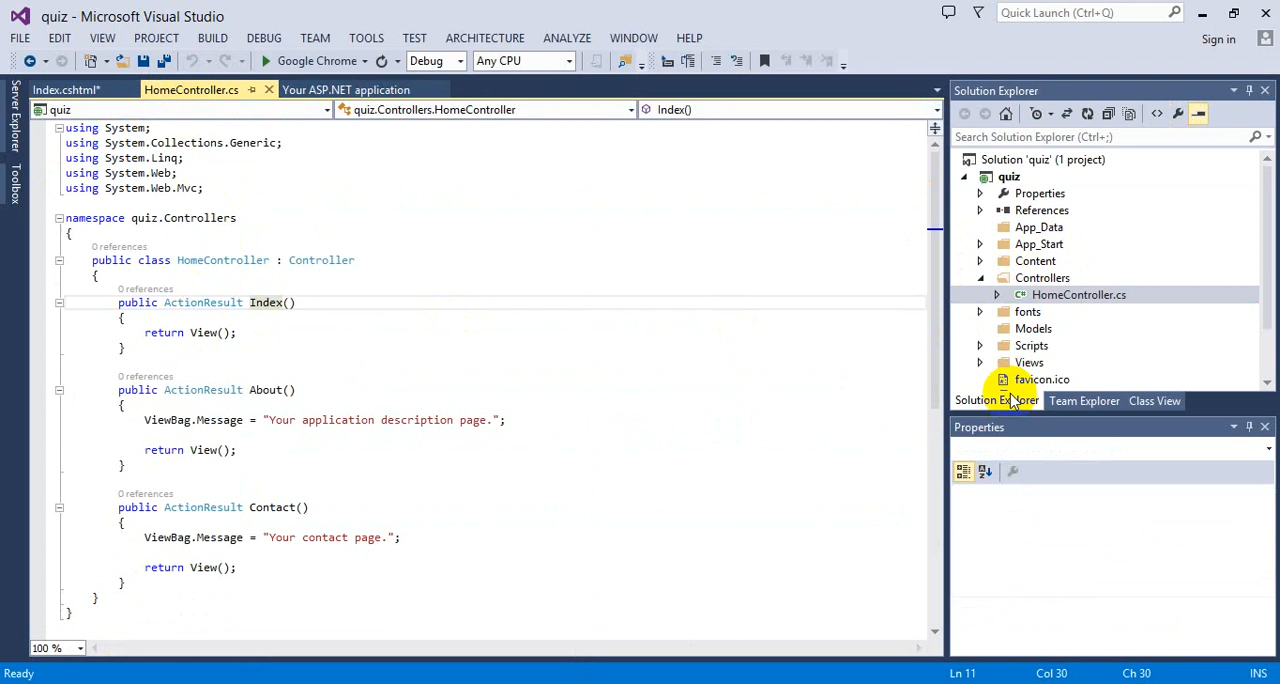 quiz - Microsoft Visual Studio
Quick Launch (Ctrl+Q)
FILE EDIT VIEW PROJECT BUILD DEBUG TEAM TOOLS TEST ARCHITECTURE ANALYZE WINDOW HELP
Sign in
Google Chrome Debug Any CPU
Server Explorer
Toolbox
Index.cshtml* HomeController.cs Your ASP.NET application
quiz quiz.Controllers.HomeController Index()
using System;
using System.Collections.Generic;
using System.Linq;
using System.Web;
using System.Web.Mvc;
namespace quiz.Controllers
{
0 references
public class HomeController : Controller
{
0 references
public ActionResult Index()
{
return View();
}
0 references
public ActionResult About()
{
ViewBag.Message = "Your application description page.";
return View();
}
0 references
public ActionResult Contact()
{
ViewBag.Message = "Your contact page.";
return View();
}
}
}
100 %
Solution Explorer
Search Solution Explorer (Ctrl+;)
Solution 'quiz' (1 project)
quiz
Properties
References
App_Data
App_Start
Content
Controllers
C# HomeController.cs
fonts
Models
Scripts
Views
favicon.ico
Solution Explorer Team Explorer Class View
Properties
Ready Ln 11 Col 30 Ch 30 INS